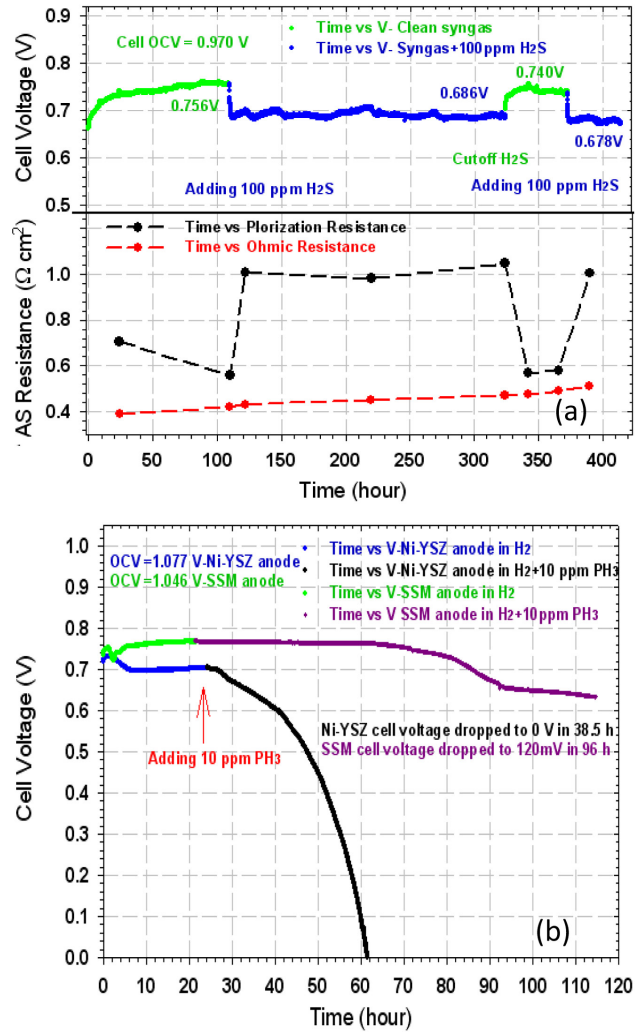 0.9
0.8
0.7
0.6
0.5
Cell Voltage (V)
Cell OCV = 0.970 V
Time vs V- Clean syngas
Time vs V- Syngas+100ppm H2S
0.756V
0.686V
0.740V
0.678V
Cutoff H2S
Adding 100 ppm H2S
Adding 100 ppm H2S
AS Resistance (Ω cm²)
1.0
0.8
0.6
0.4
Time vs Plorization Resistance
Time vs Ohmic Resistance
(a)
0 50 100 150 200 250 300 350 400
Time (hour)
1.0
0.9
0.8
0.7
0.6
0.5
0.4
0.3
0.2
0.1
0.0
Cell Voltage (V)
OCV=1.077 V-Ni-YSZ anode
OCV=1.046 V-SSM anode
Time vs V-Ni-YSZ anode in H2
Time vs V-Ni-YSZ anode in H2+10 ppm PH3
Time vs V-SSM anode in H2
Time vs V SSM anode in H2+10ppm PH3
Adding 10 ppm PH3
Ni-YSZ cell voltage dropped to 0 V in 38.5 h
SSM cell voltage dropped to 120mV in 96 h
(b)
0 10 20 30 40 50 60 70 80 90 100 110 120
Time (hour)